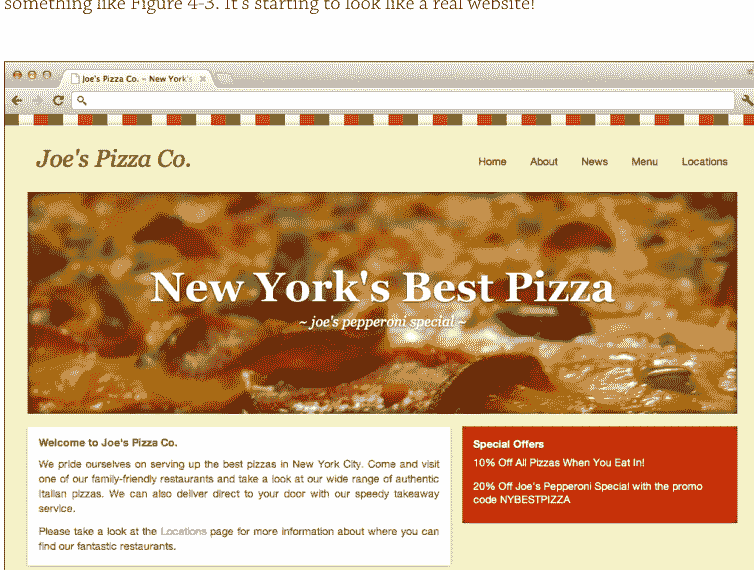 something like Figure 4-3. It's starting to look like a real website!
Joe's Pizza Co. – New York's
Joe's Pizza Co.
Home About News Menu Locations
New York's Best Pizza
~ joe's pepperoni special ~
Welcome to Joe's Pizza Co.
We pride ourselves on serving up the best pizzas in New York City. Come and visit
one of our family-friendly restaurants and take a look at our wide range of authentic
Italian pizzas. We can also deliver direct to your door with our speedy takeaway
service.
Please take a look at the Locations page for more information about where you can
find our fantastic restaurants.
Special Offers
10% Off All Pizzas When You Eat In!
20% Off Joe's Pepperoni Special with the promo
code NYBESTPIZZA